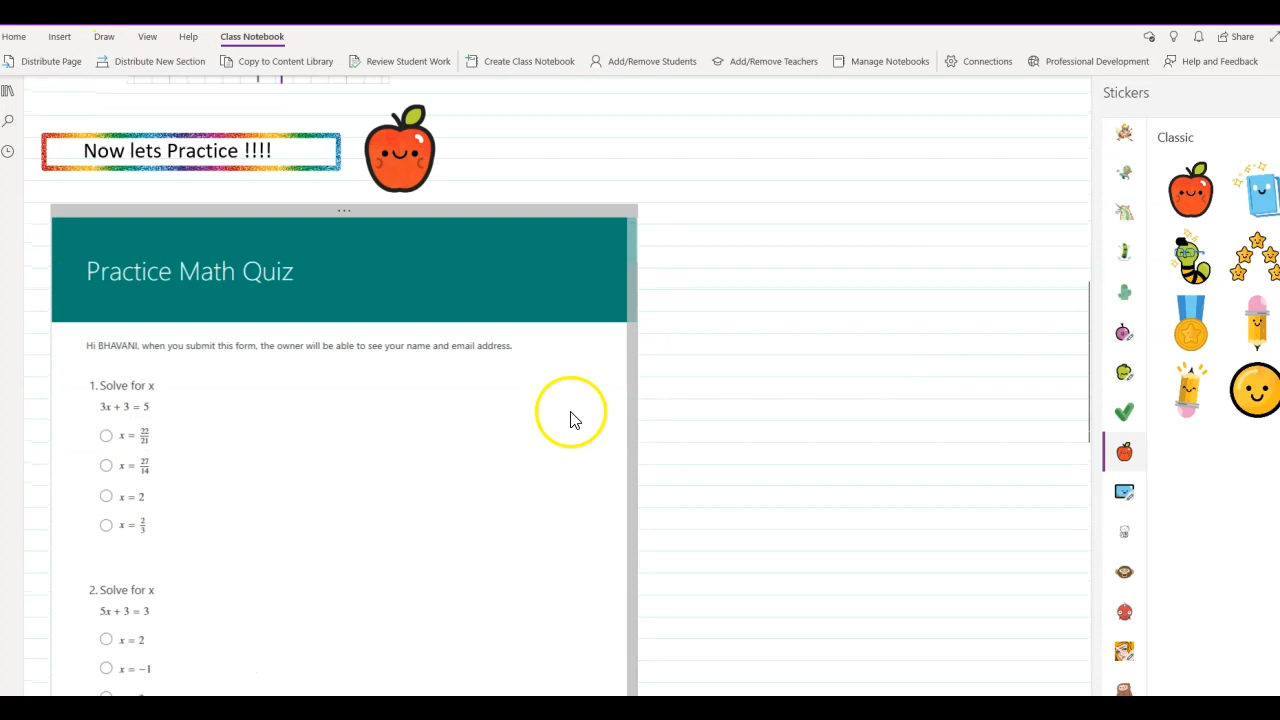 Home Insert Draw View Help Class Notebook Share
Distribute Page Distribute New Section Copy to Content Library Review Student Work Create Class Notebook Add/Remove Students Add/Remove Teachers Manage Notebooks Connections Professional Development Help and Feedback
Stickers
Classic
Now lets Practice !!!!
Practice Math Quiz
Hi BHAVANI, when you submit this form, the owner will be able to see your name and email address.
1. Solve for x
3x + 3 = 5
x = 22/21
x = 27/14
x = 2
x = 2/3
2. Solve for x
5x + 3 = 3
x = 2
x = −1